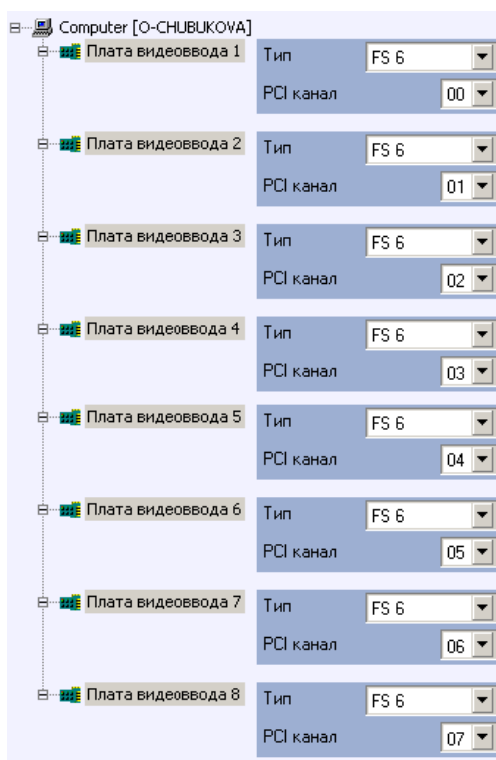 Computer [O-CHUBUKOVA]
Плата видеоввода 1 Тип FS 6
PCI канал 00
Плата видеоввода 2 Тип FS 6
PCI канал 01
Плата видеоввода 3 Тип FS 6
PCI канал 02
Плата видеоввода 4 Тип FS 6
PCI канал 03
Плата видеоввода 5 Тип FS 6
PCI канал 04
Плата видеоввода 6 Тип FS 6
PCI канал 05
Плата видеоввода 7 Тип FS 6
PCI канал 06
Плата видеоввода 8 Тип FS 6
PCI канал 07